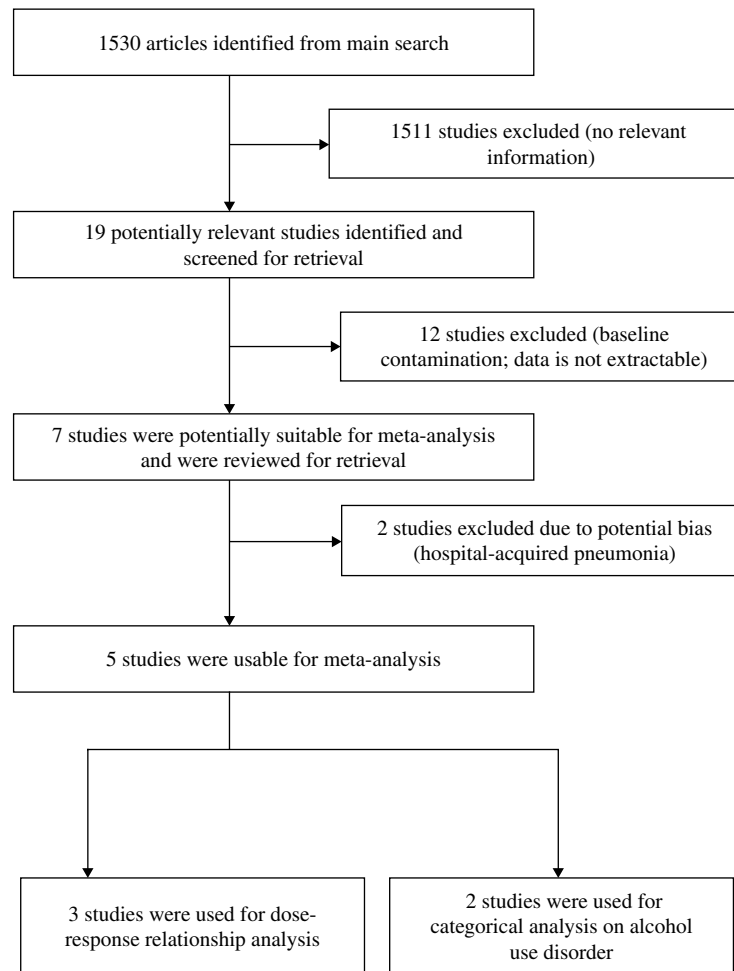 1530 articles identified from main search
1511 studies excluded (no relevant
information)
19 potentially relevant studies identified and
screened for retrieval
12 studies excluded (baseline
contamination; data is not extractable)
7 studies were potentially suitable for meta-analysis
and were reviewed for retrieval
2 studies excluded due to potential bias
(hospital-acquired pneumonia)
5 studies were usable for meta-analysis
3 studies were used for dose-
response relationship analysis
2 studies were used for
categorical analysis on alcohol
use disorder